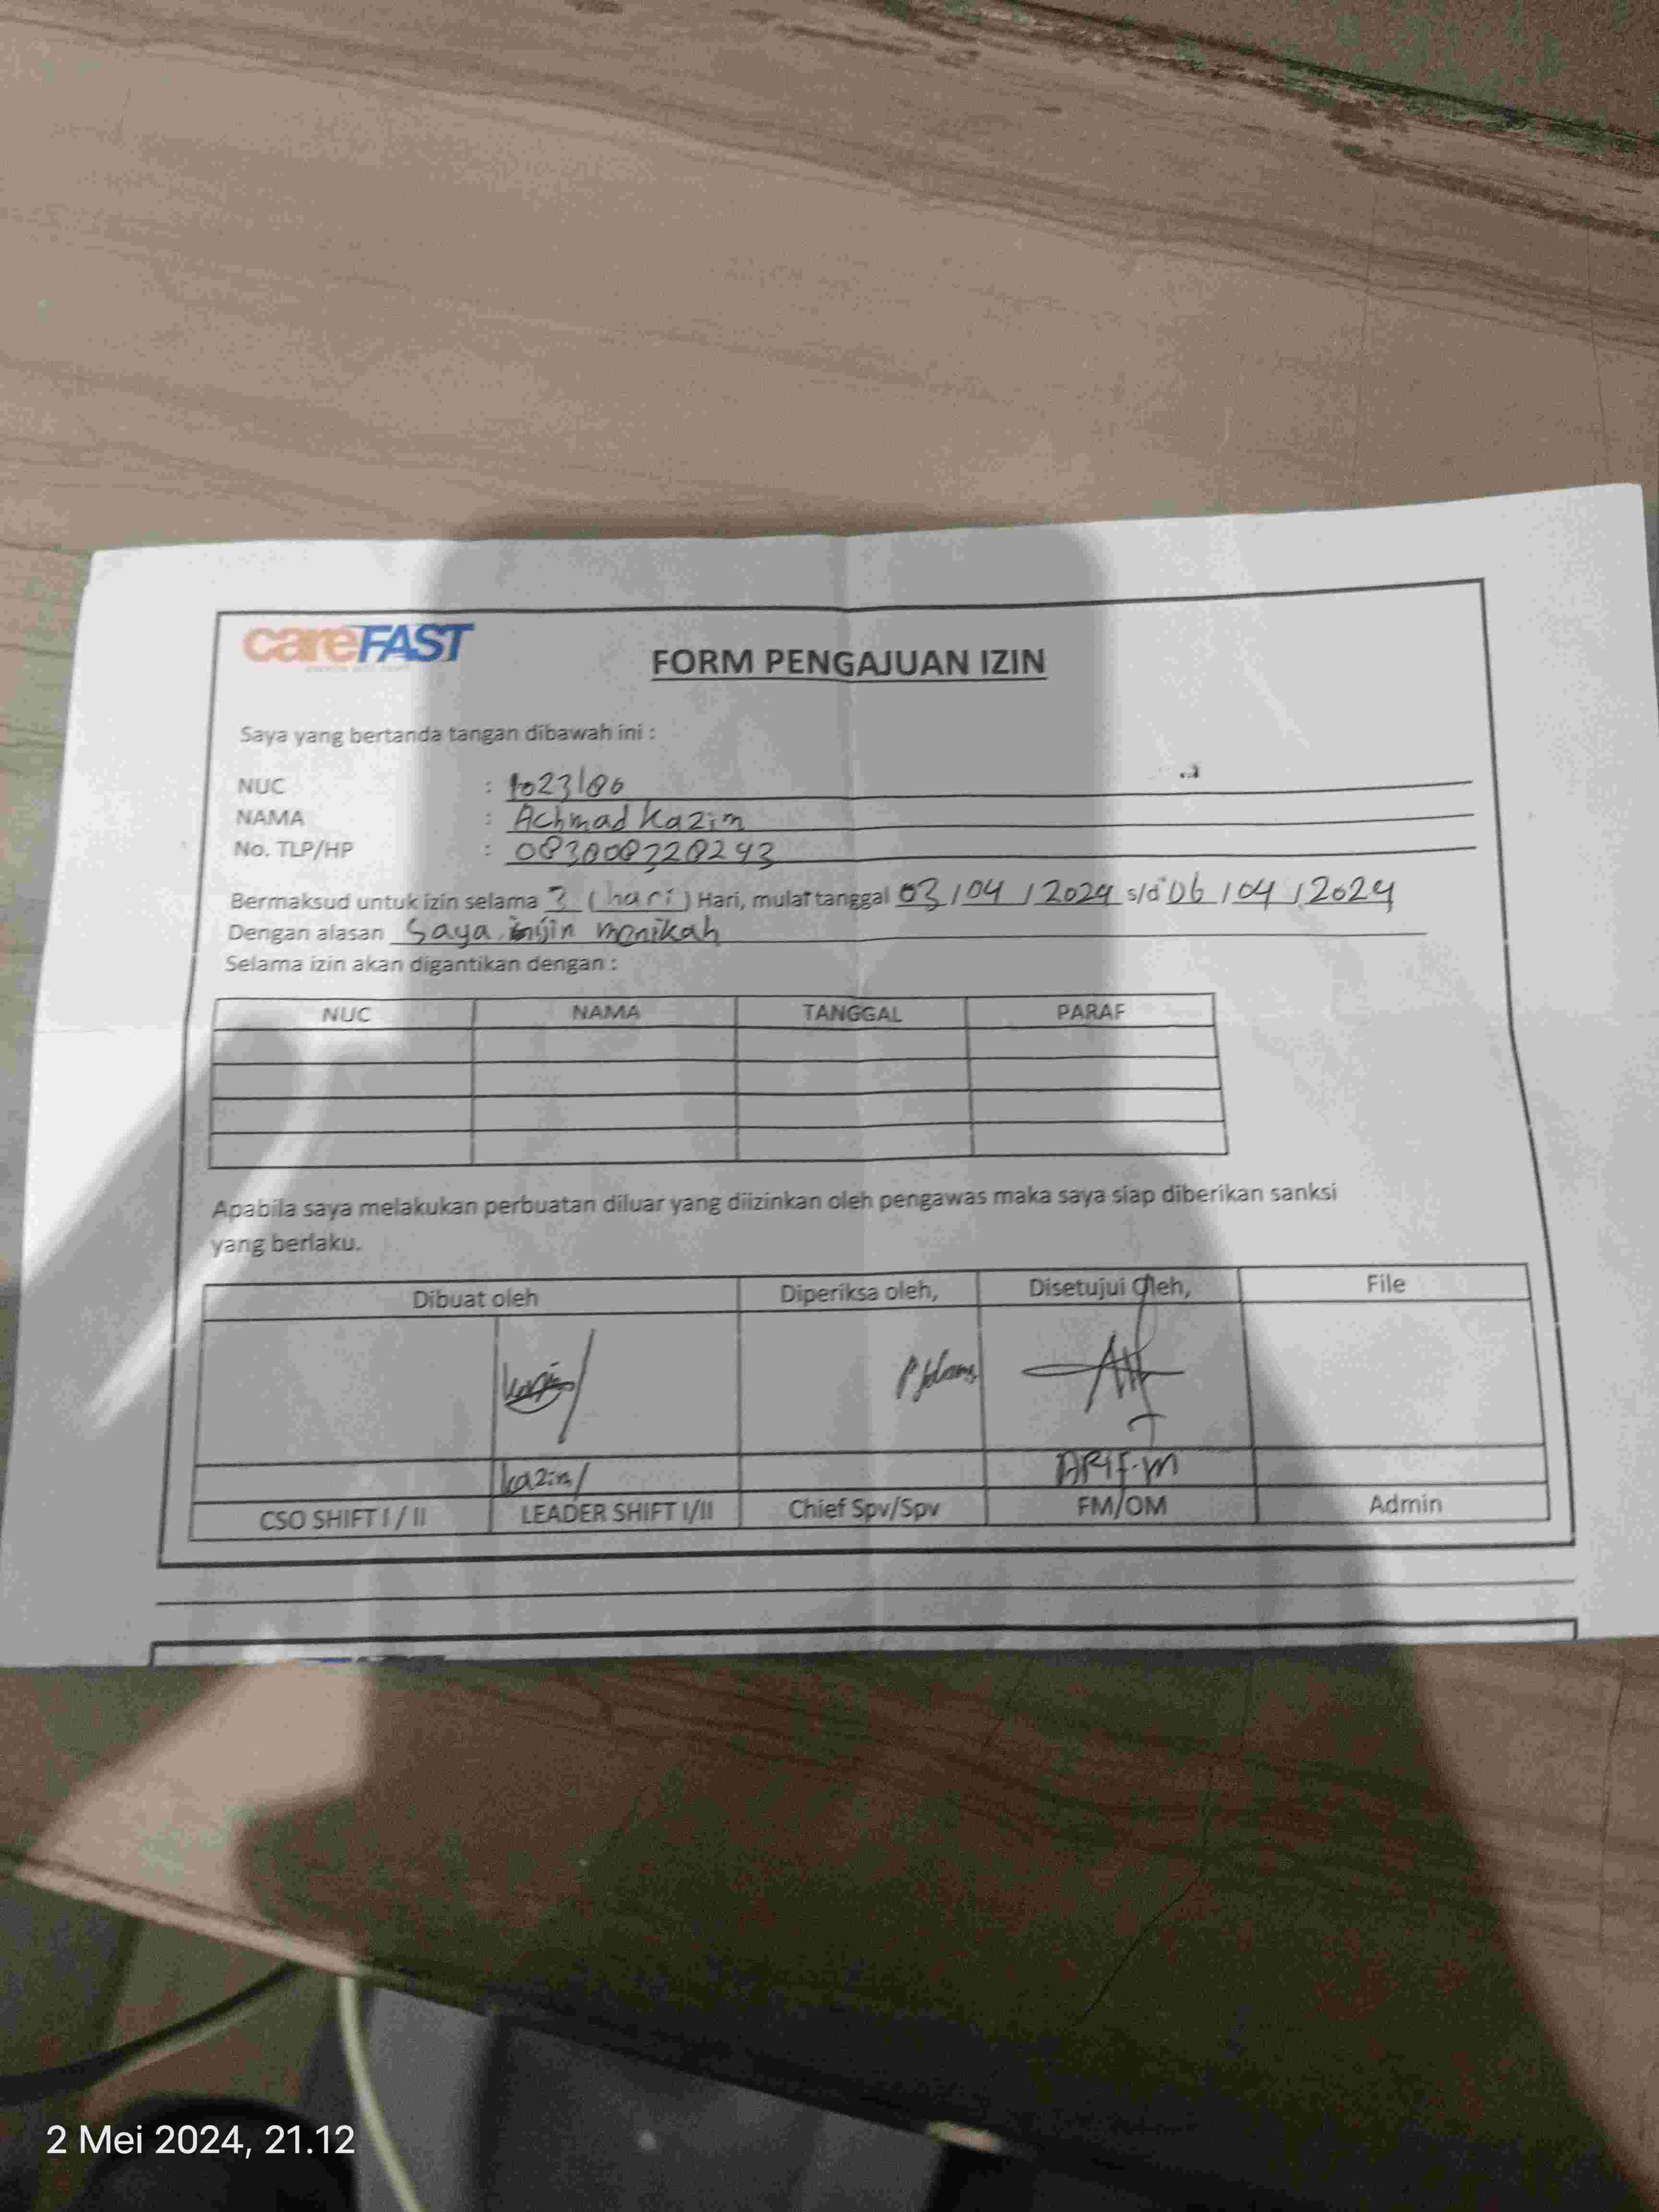 careFAST
FORM PENGAJUAN IZIN
Saya yang bertanda tangan dibawah ini :
NUC : 1023180
NAMA : Achmad Kazim
No. TLP/HP : 083808328243
Bermaksud untuk izin selama 3 (hari) Hari, mulai tanggal 03/04/2024 s/d 06/04/2024
Dengan alasan Saya injin menikah
Selama izin akan digantikan dengan :
NUC NAMA TANGGAL PARAF
Apabila saya melakukan perbuatan diluar yang diizinkan oleh pengawas maka saya siap diberikan sanksi
yang berlaku.
Dibuat oleh Diperiksa oleh, Disetujui Oleh, File
kazim ARIF.M
CSO SHIFT I / II LEADER SHIFT I/II Chief Spv/Spv FM/OM Admin
2 Mei 2024, 21.12